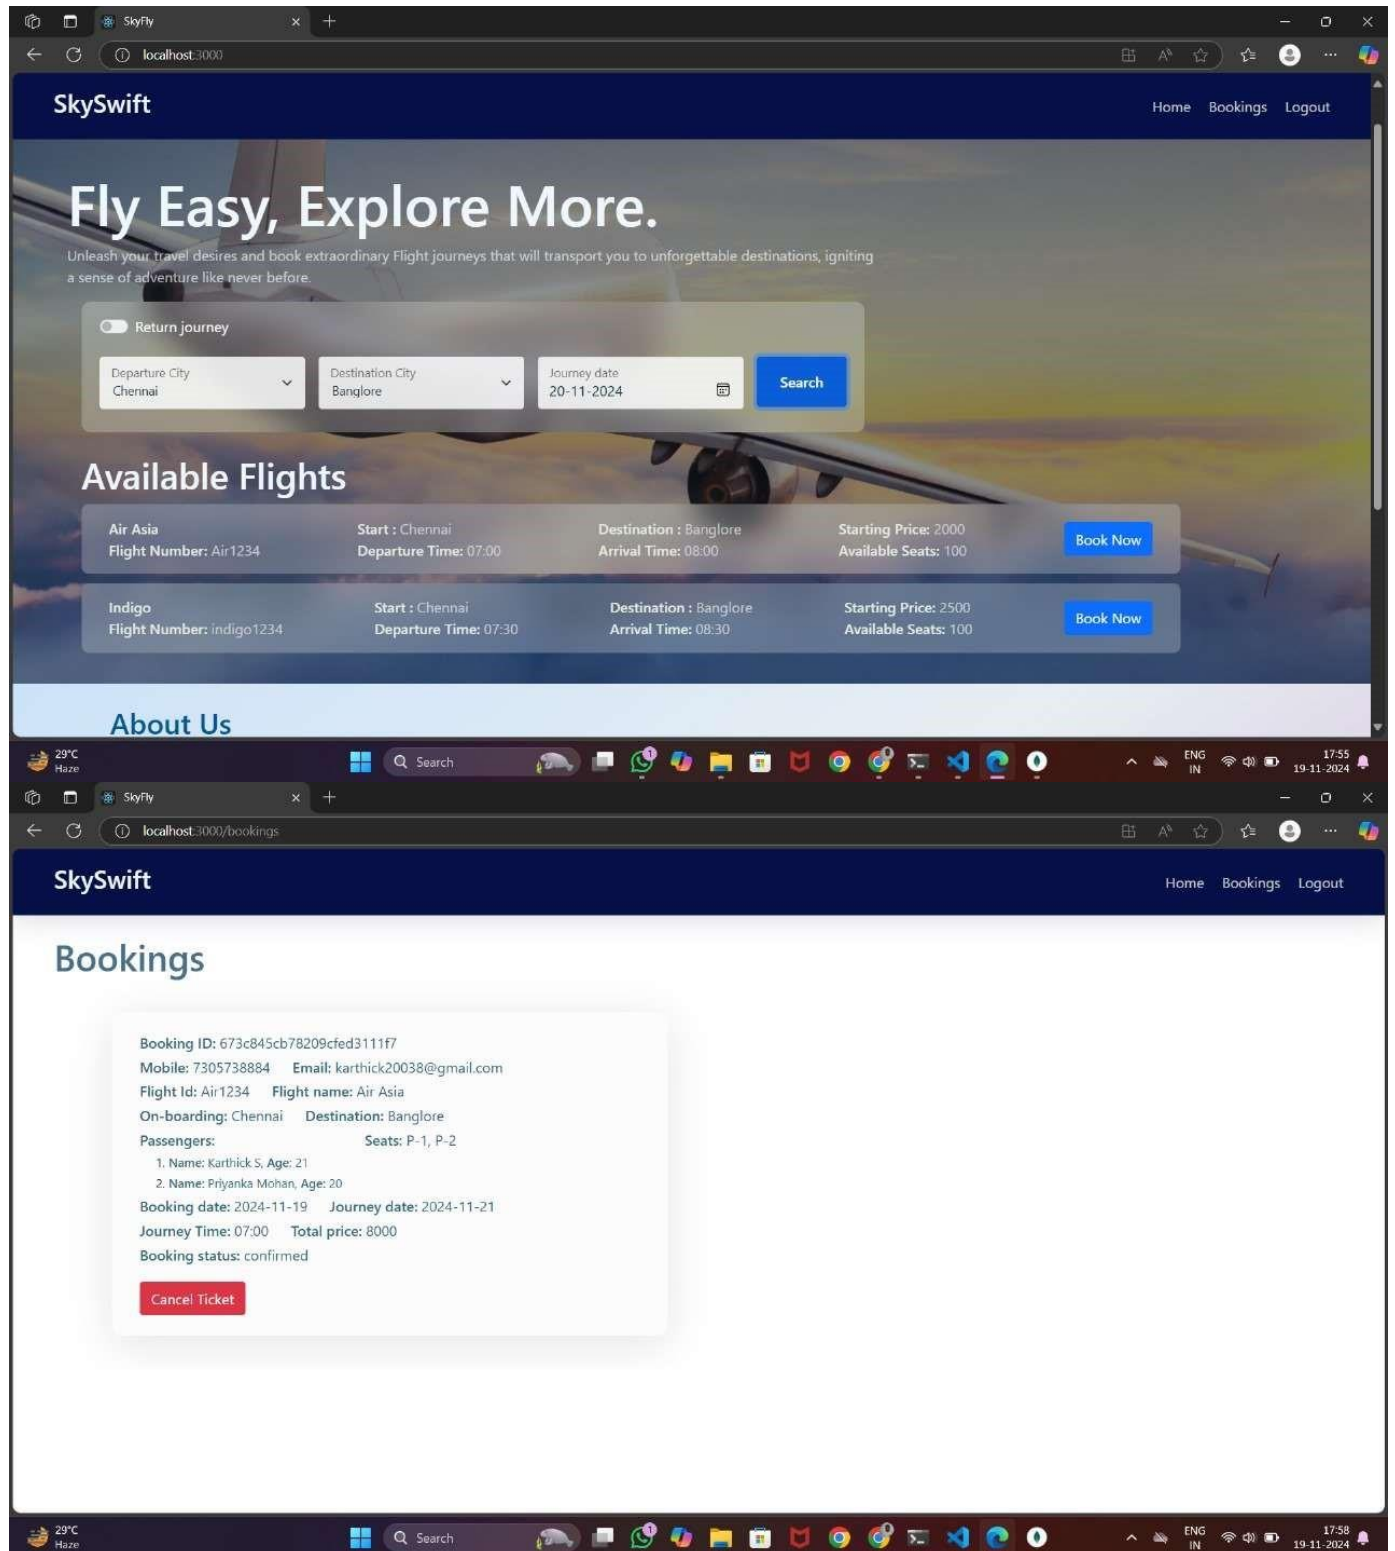 SkyFly
localhost:3000
SkySwift
Home Bookings Logout
Fly Easy, Explore More.
Unleash your travel desires and book extraordinary Flight journeys that will transport you to unforgettable destinations, igniting
a sense of adventure like never before.
Return journey
Departure City Destination City Journey date
Chennai Banglore 20-11-2024 Search
Available Flights
Air Asia Start : Chennai Destination : Banglore Starting Price: 2000
Flight Number: Air1234 Departure Time: 07:00 Arrival Time: 08:00 Available Seats: 100
Book Now
Indigo Start : Chennai Destination : Banglore Starting Price: 2500
Flight Number: indigo1234 Departure Time: 07:30 Arrival Time: 08:30 Available Seats: 100
Book Now
About Us
29°C
Haze
Search
ENG
IN
17:55
19-11-2024
SkyFly
localhost:3000/bookings
SkySwift
Home Bookings Logout
Bookings
Booking ID: 673c845cb78209cfed3111f7
Mobile: 7305738884 Email: karthick20038@gmail.com
Flight Id: Air1234 Flight name: Air Asia
On-boarding: Chennai Destination: Banglore
Passengers: Seats: P-1, P-2
1. Name: Karthick S, Age: 21
2. Name: Priyanka Mohan, Age: 20
Booking date: 2024-11-19 Journey date: 2024-11-21
Journey Time: 07:00 Total price: 8000
Booking status: confirmed
Cancel Ticket
29°C
Haze
Search
ENG
IN
17:58
19-11-2024